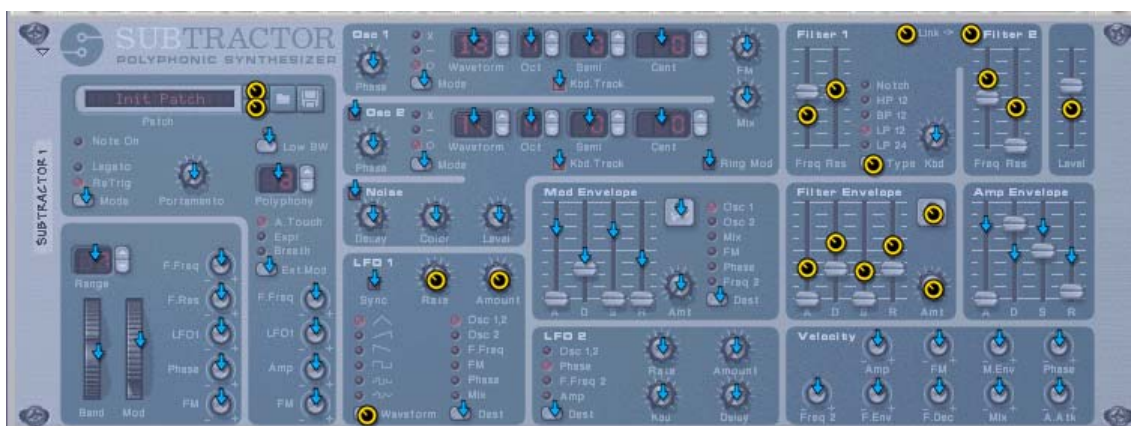 SUBTRACTOR
POLYPHONIC SYNTHESIZER
SUBTRACTOR 1
Init Patch
Patch
Note On
Low BW
Legato
ReTrig
Mode
Portamento
Polyphony
A.Touch
Expr
Breath
Ext.Mod
Range
F.Freq
F.Res
LFO1
Phase
FM
Bend
Mod
F.Freq
LFO1
Amp
FM
Osc 1
X
-
O
Phase
Mode
Waveform
Oct
Semi
Cent
Kbd.Track
FM
Mix
Osc 2
X
-
O
Phase
Mode
Waveform
Oct
Semi
Cent
Kbd.Track
Ring Mod
Noise
Decay
Color
Level
LFO 1
Sync
Rate
Amount
Osc 1,2
Osc 2
F.Freq
FM
Phase
Mix
Waveform
Dest
Mod Envelope
A D S R
Amt
Osc 1
Osc 2
Mix
FM
Phase
Freq 2
Dest
LFO 2
Osc 1,2
Phase
F.Freq 2
Amp
Dest
Rate
Amount
Delay
Filter 1
Link ->
Filter 2
Notch
HP 12
BP 12
LP 12
LP 24
Type
Freq Res
Kbd
Freq Res
Level
Filter Envelope
A D S R
Amt
Amp Envelope
A D S R
Velocity
Amp
FM
M.Env
Phase
Freq 2
F.Env
F.Dec
Mix
A.Atk